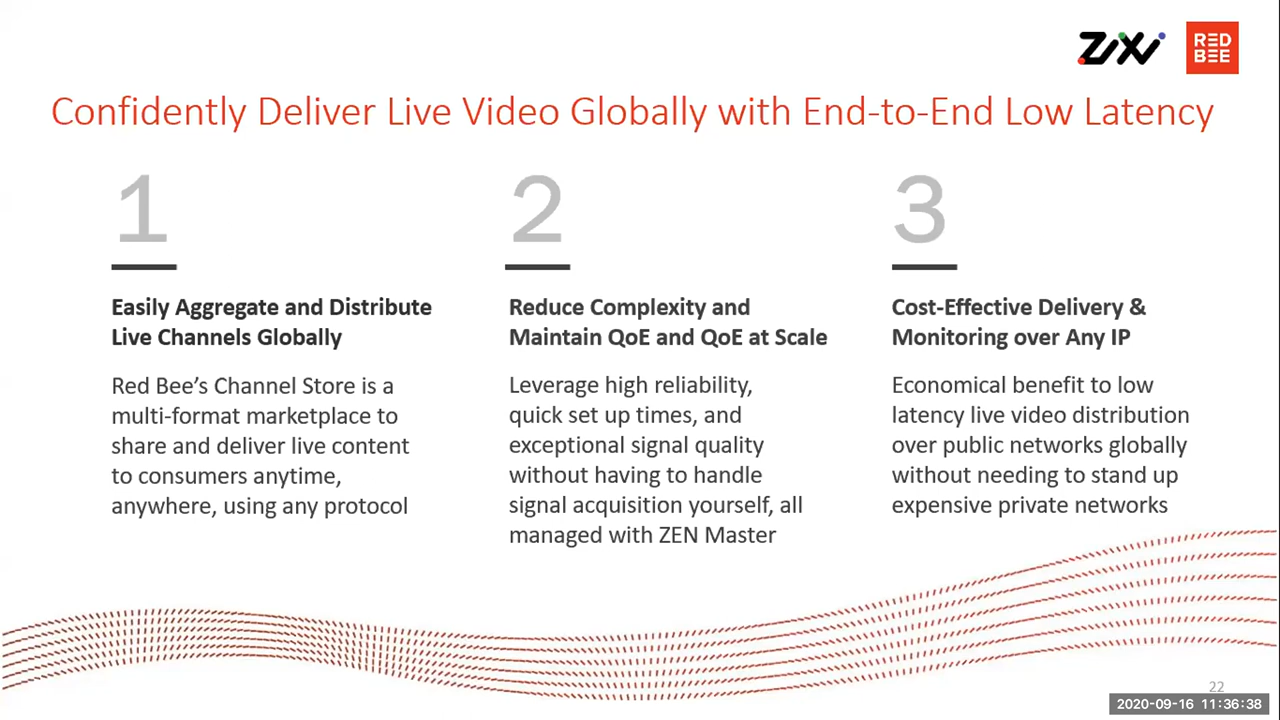 ZiXi
RED
BEE
Confidently Deliver Live Video Globally with End-to-End Low Latency
1
Easily Aggregate and Distribute
Live Channels Globally
Red Bee’s Channel Store is a
multi-format marketplace to
share and deliver live content
to consumers anytime,
anywhere, using any protocol
2
Reduce Complexity and
Maintain QoE and QoE at Scale
Leverage high reliability,
quick set up times, and
exceptional signal quality
without having to handle
signal acquisition yourself, all
managed with ZEN Master
3
Cost-Effective Delivery &
Monitoring over Any IP
Economical benefit to low
latency live video distribution
over public networks globally
without needing to stand up
expensive private networks
22
2020-09-16 11:36:38